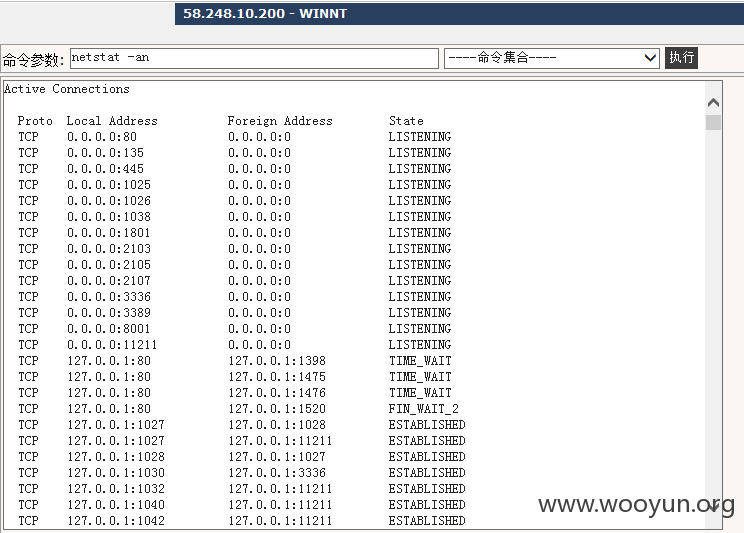 58.248.10.200 - WINNT
命令参数: netstat -an ----命令集合---- 执行
Active Connections
Proto Local Address Foreign Address State
TCP 0.0.0.0:80 0.0.0.0:0 LISTENING
TCP 0.0.0.0:135 0.0.0.0:0 LISTENING
TCP 0.0.0.0:445 0.0.0.0:0 LISTENING
TCP 0.0.0.0:1025 0.0.0.0:0 LISTENING
TCP 0.0.0.0:1026 0.0.0.0:0 LISTENING
TCP 0.0.0.0:1038 0.0.0.0:0 LISTENING
TCP 0.0.0.0:1801 0.0.0.0:0 LISTENING
TCP 0.0.0.0:2103 0.0.0.0:0 LISTENING
TCP 0.0.0.0:2105 0.0.0.0:0 LISTENING
TCP 0.0.0.0:2107 0.0.0.0:0 LISTENING
TCP 0.0.0.0:3336 0.0.0.0:0 LISTENING
TCP 0.0.0.0:3389 0.0.0.0:0 LISTENING
TCP 0.0.0.0:8001 0.0.0.0:0 LISTENING
TCP 0.0.0.0:11211 0.0.0.0:0 LISTENING
TCP 127.0.0.1:80 127.0.0.1:1398 TIME_WAIT
TCP 127.0.0.1:80 127.0.0.1:1475 TIME_WAIT
TCP 127.0.0.1:80 127.0.0.1:1476 TIME_WAIT
TCP 127.0.0.1:80 127.0.0.1:1520 FIN_WAIT_2
TCP 127.0.0.1:1027 127.0.0.1:1028 ESTABLISHED
TCP 127.0.0.1:1027 127.0.0.1:11211 ESTABLISHED
TCP 127.0.0.1:1028 127.0.0.1:1027 ESTABLISHED
TCP 127.0.0.1:1030 127.0.0.1:3336 ESTABLISHED
TCP 127.0.0.1:1032 127.0.0.1:11211 ESTABLISHED
TCP 127.0.0.1:1040 127.0.0.1:11211 ESTABLISHED
TCP 127.0.0.1:1042 127.0.0.1:11211 ESTABLISHED
www.wooyun.org